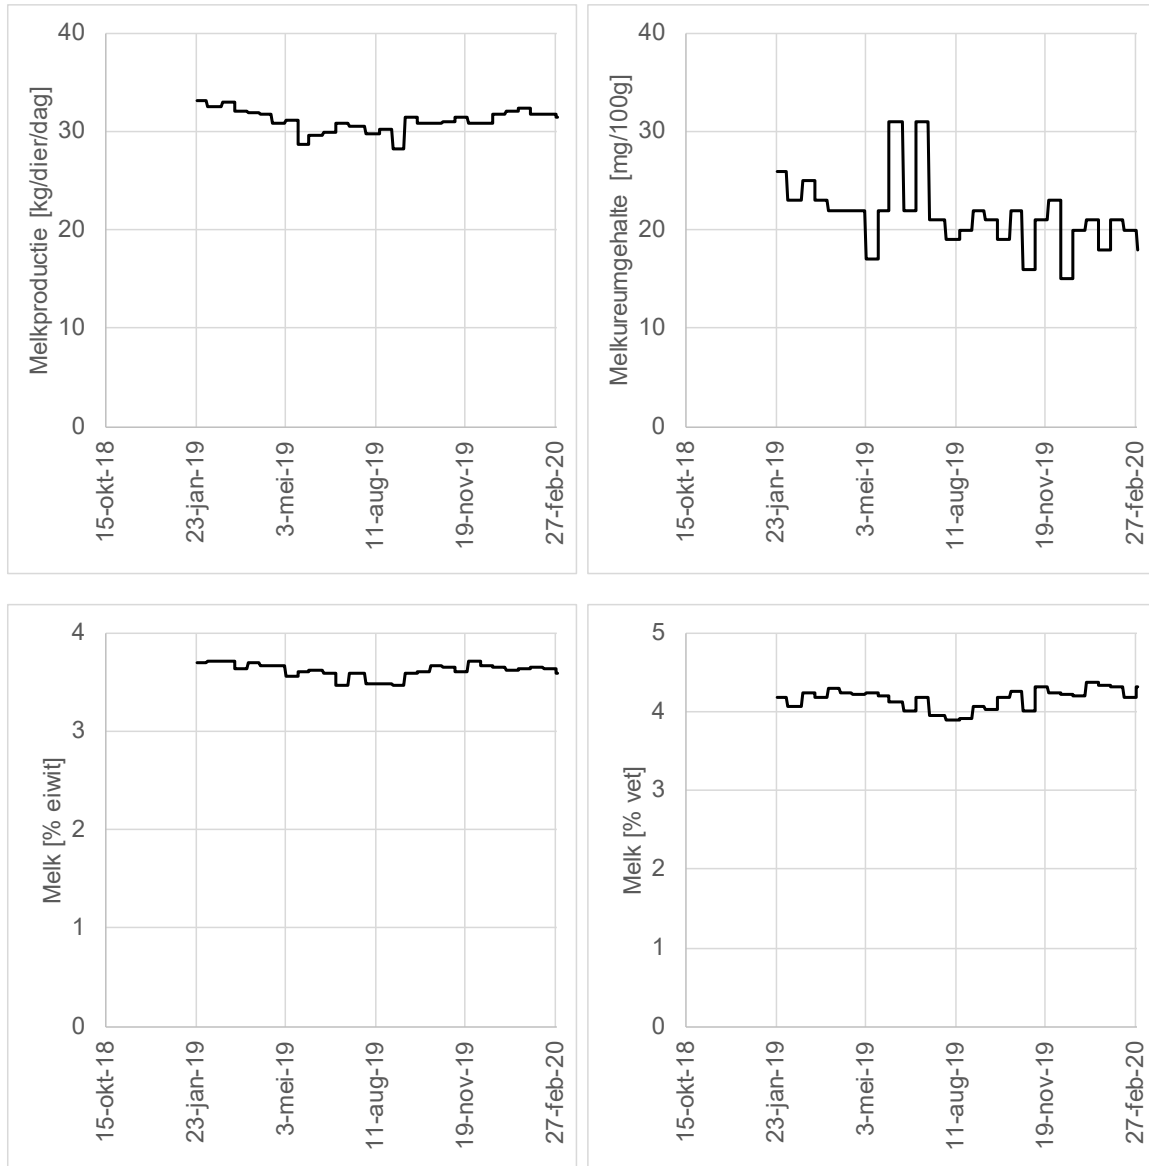 Melkproductie [kg/dier/dag]
40
30
20
10
0
15-okt-18
23-jan-19
3-mei-19
11-aug-19
19-nov-19
27-feb-20
Melkureumgehalte [mg/100g]
40
30
20
10
0
15-okt-18
23-jan-19
3-mei-19
11-aug-19
19-nov-19
27-feb-20
Melk [% eiwit]
4
3
2
1
0
15-okt-18
23-jan-19
3-mei-19
11-aug-19
19-nov-19
27-feb-20
Melk [% vet]
5
4
3
2
1
0
15-okt-18
23-jan-19
3-mei-19
11-aug-19
19-nov-19
27-feb-20